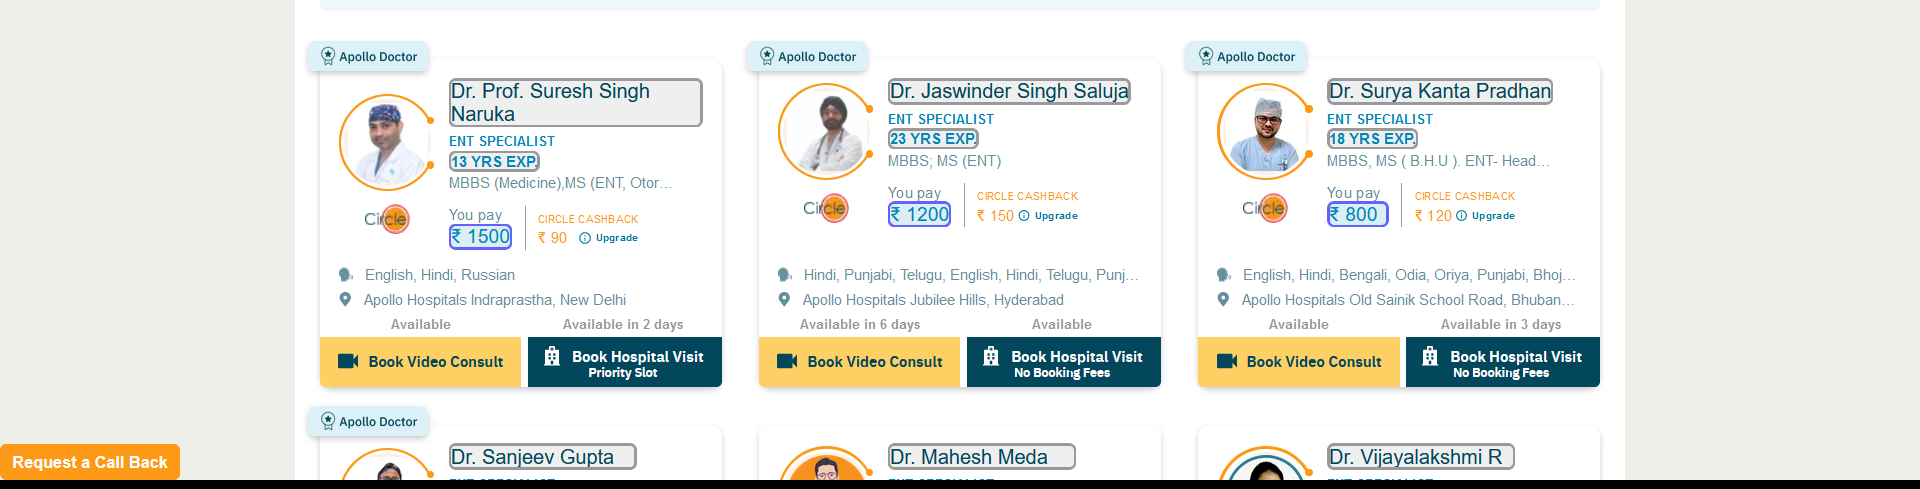 Apollo Doctor
Dr. Prof. Suresh Singh
Naruka
ENT SPECIALIST
13 YRS EXP.
MBBS (Medicine),MS (ENT, Otor...
Circle
You pay
₹ 1500
CIRCLE CASHBACK
₹ 90 Upgrade
English, Hindi, Russian
Apollo Hospitals Indraprastha, New Delhi
Available
Available in 2 days
Book Video Consult
Book Hospital Visit
Priority Slot
Apollo Doctor
Dr. Jaswinder Singh Saluja
ENT SPECIALIST
23 YRS EXP.
MBBS; MS (ENT)
Circle
You pay
₹ 1200
CIRCLE CASHBACK
₹ 150 Upgrade
Hindi, Punjabi, Telugu, English, Hindi, Telugu, Punj...
Apollo Hospitals Jubilee Hills, Hyderabad
Available in 6 days
Available
Book Video Consult
Book Hospital Visit
No Booking Fees
Apollo Doctor
Dr. Surya Kanta Pradhan
ENT SPECIALIST
18 YRS EXP.
MBBS, MS ( B.H.U ). ENT- Head...
Circle
You pay
₹ 800
CIRCLE CASHBACK
₹ 120 Upgrade
English, Hindi, Bengali, Odia, Oriya, Punjabi, Bhoj...
Apollo Hospitals Old Sainik School Road, Bhuban...
Available
Available in 3 days
Book Video Consult
Book Hospital Visit
No Booking Fees
Apollo Doctor
Dr. Sanjeev Gupta
Dr. Mahesh Meda
Dr. Vijayalakshmi R
Request a Call Back